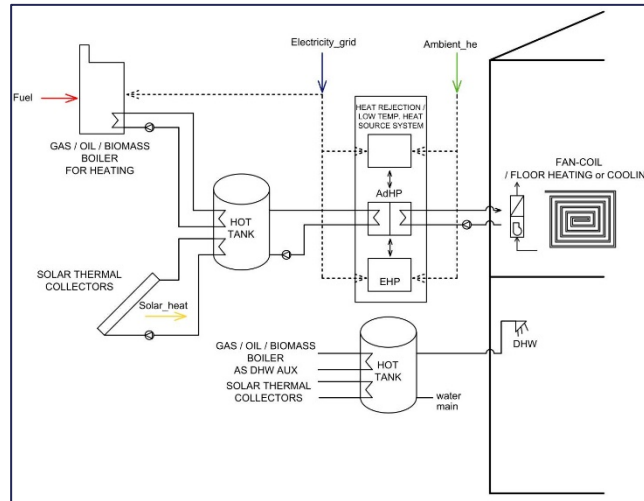 Electricity_grid
Ambient_he
Fuel
HEAT REJECTION /
LOW TEMP. HEAT
SOURCE SYSTEM
GAS / OIL / BIOMASS
BOILER
FOR HEATING
FAN-COIL
/ FLOOR HEATING or COOLIN
AdHP
HOT
TANK
SOLAR THERMAL
COLLECTORS
EHP
Solar_heat
GAS / OIL / BIOMASS
BOILER
AS DHW AUX
SOLAR THERMAL
COLLECTORS
HOT
TANK
DHW
water
main